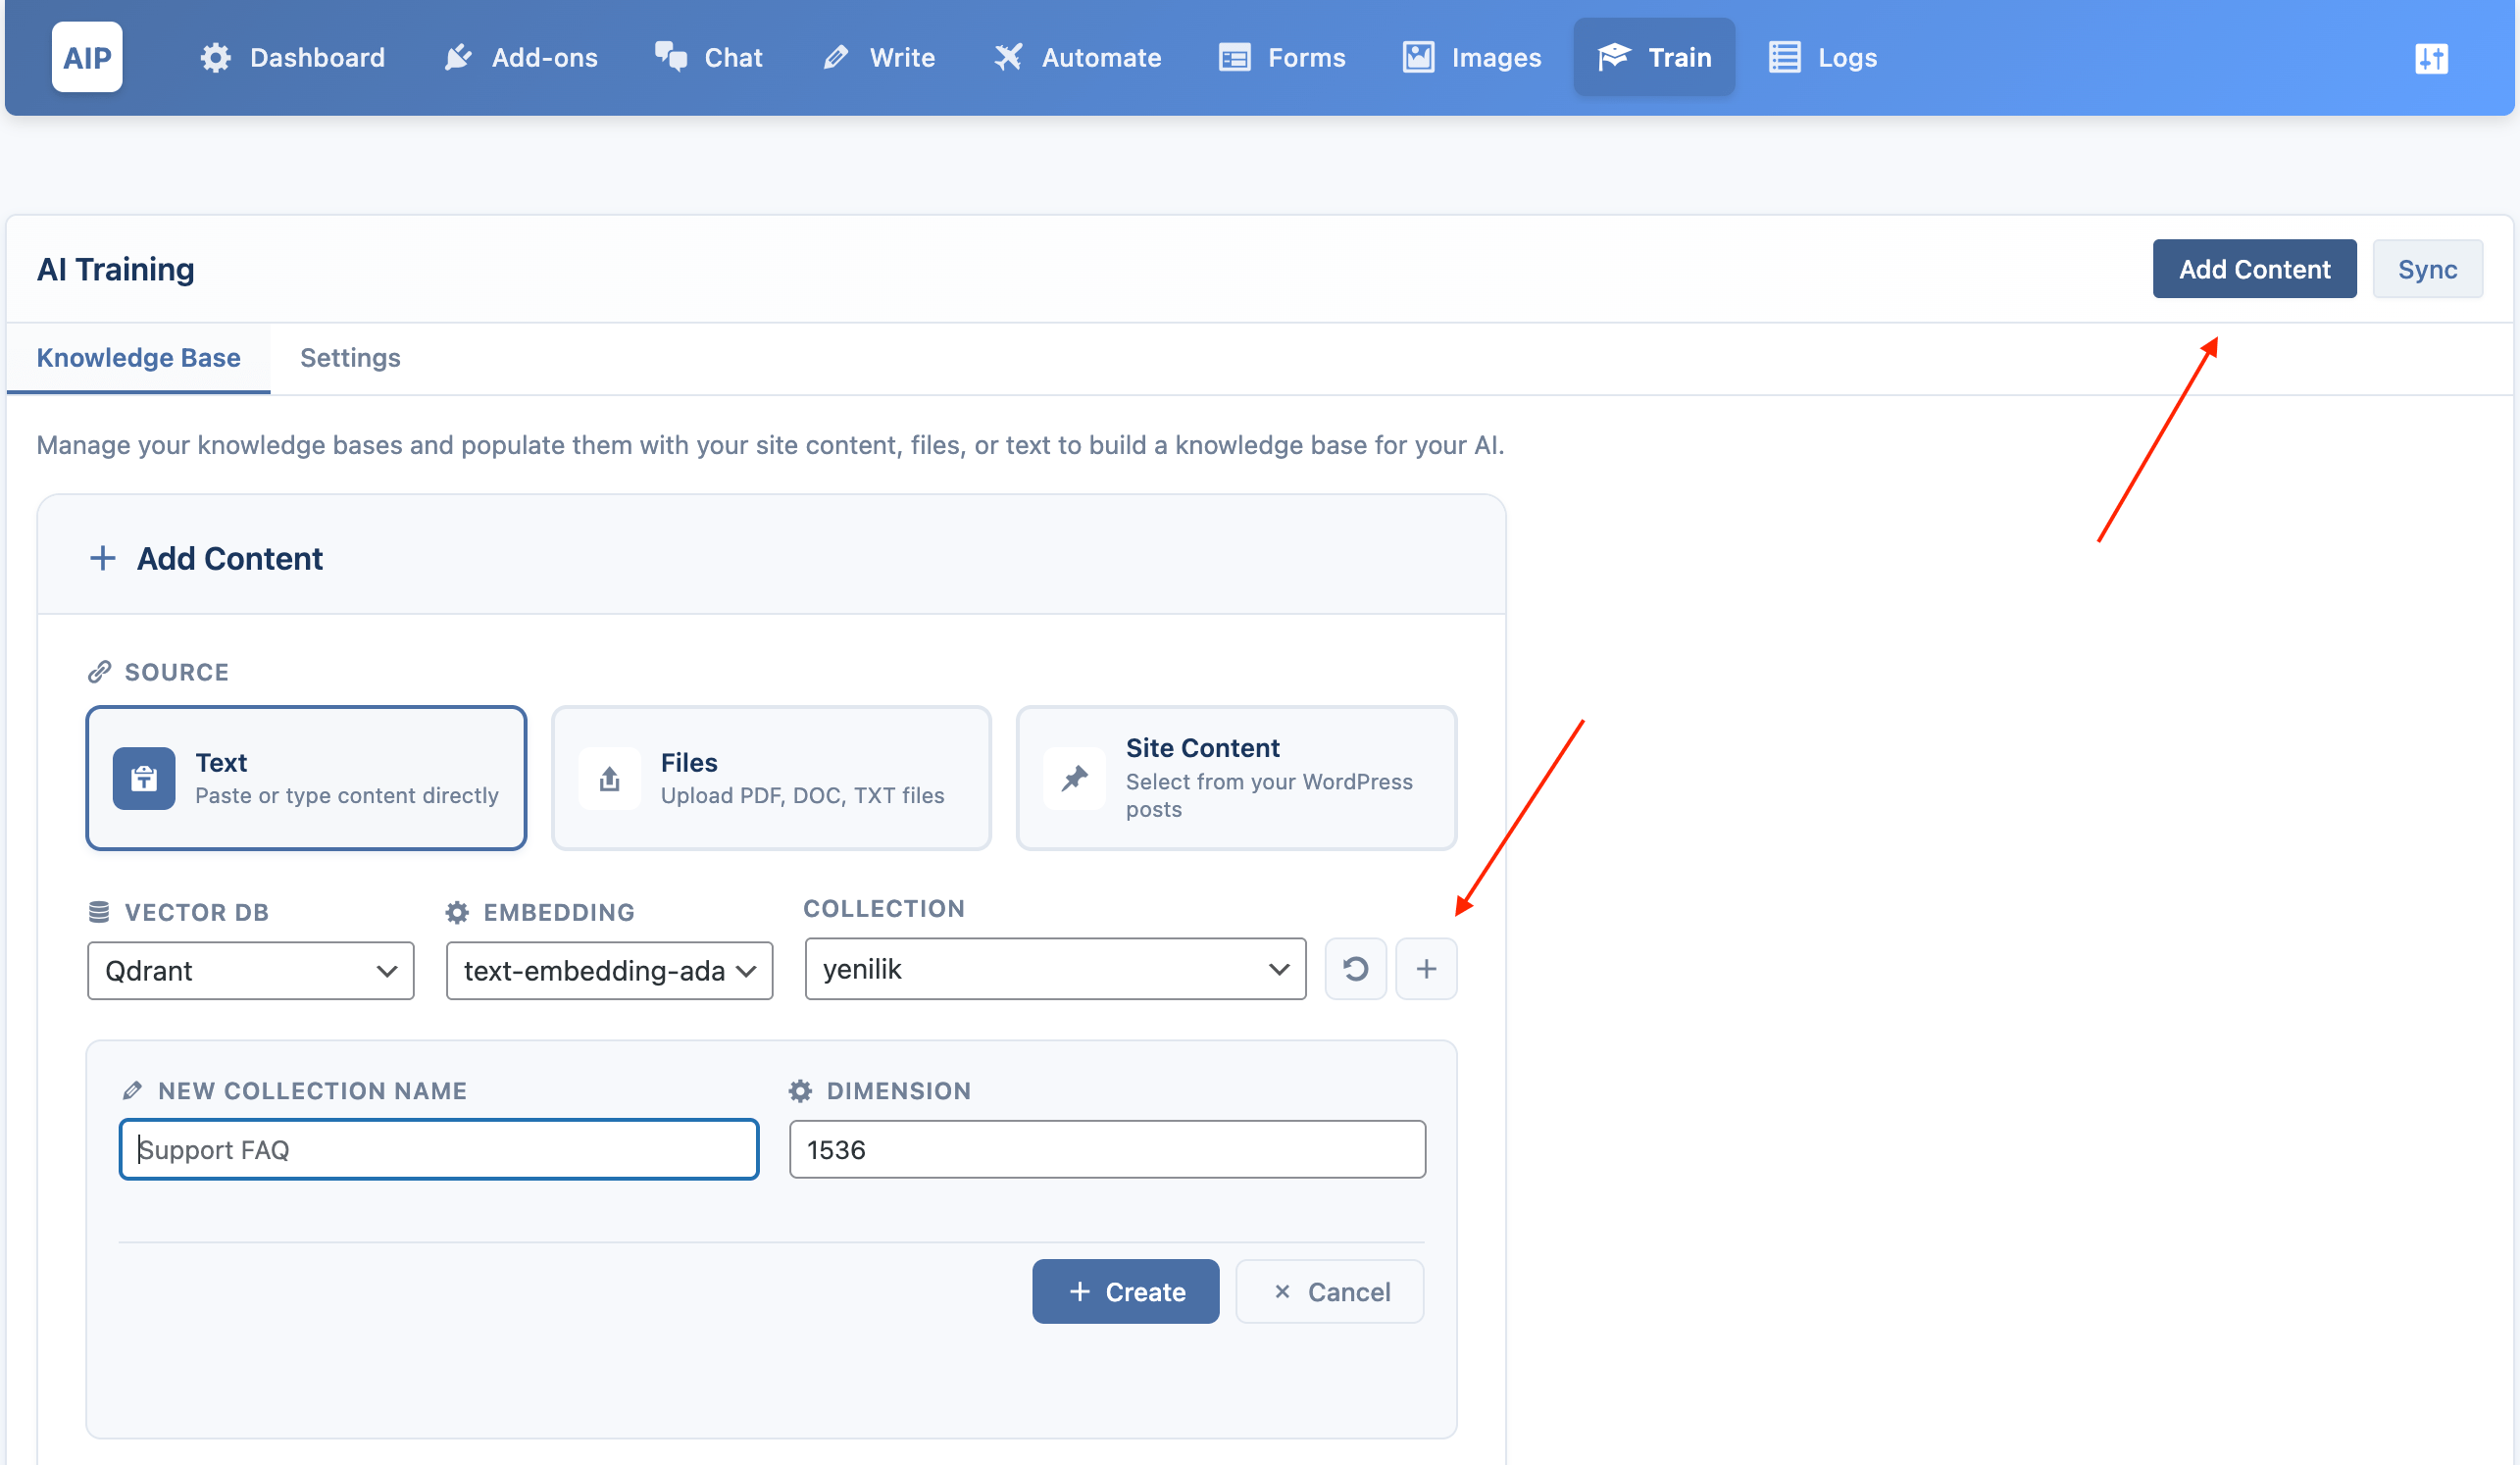 AIP Dashboard Add-ons Chat Write Automate Forms Images Train Logs
AI Training
Add Content Sync
Knowledge Base Settings
Manage your knowledge bases and populate them with your site content, files, or text to build a knowledge base for your AI.
Add Content
SOURCE
Text
Paste or type content directly
Files
Upload PDF, DOC, TXT files
Site Content
Select from your WordPress
posts
VECTOR DB EMBEDDING COLLECTION
Qdrant text-embedding-ada yenilik
NEW COLLECTION NAME DIMENSION
Support FAQ 1536
Create Cancel